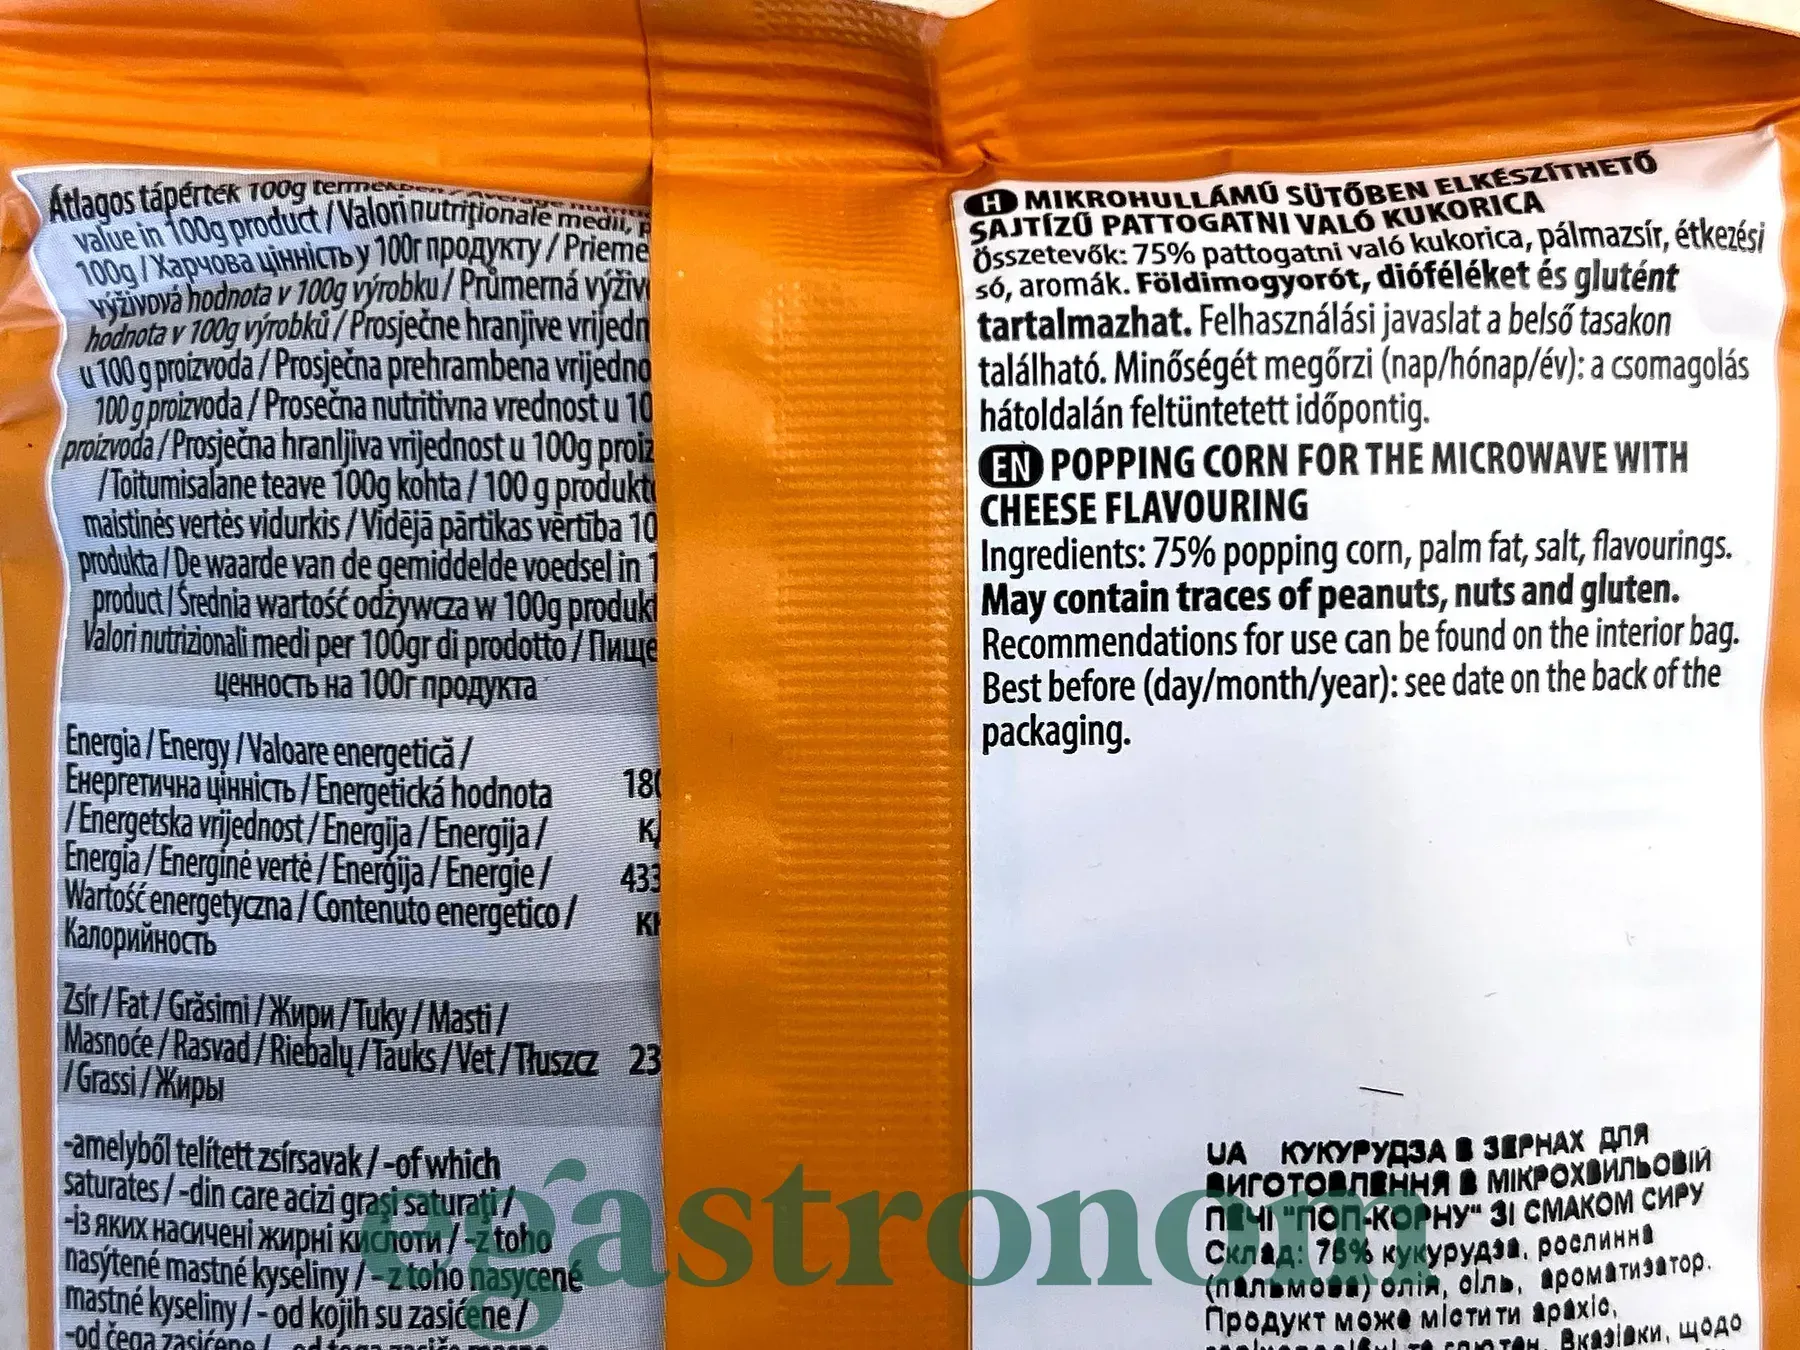 Átlagos tápérték 100g
value in 100g product / Valori nutriționale medii, p
100g / Харчова цінність у 100г продукту / Prieme
výživová hodnota v 100g výrobku / Průmerná výživ
hodnota v 100g výrobků / Prosječne hranjive vrijedn
u 100 g proizvoda / Prosječna prehrambena vrijedno
100 g proizvoda / Prosečna nutritivna vrednost u 10
proizvoda / Prosječna hranljiva vrijednost u 100g proiz
/ Toitumisalane teave 100g kohta / 100 g produkt
maistinės vertės vidurkis / Vidējā pārtikas vērtība 10
produkta / De waarde van de gemiddelde voedsel in 1
product / Średnia wartość odżywcza w 100g produkt
Valori nutrizionali medi per 100gr di prodotto / Пище
ценность на 100г продукта
Energia / Energy / Valoare energetică /
Енергетична цінність / Energetická hodnota 180
/ Energetska vrijednost / Energija / Energija / KJ
Energia / Energinė vertė / Enerģija / Energie / 433
Wartość energetyczna / Contenuto energetico / K
Калорийность
Zsír / Fat / Grăsimi / Жири / Tuky / Masti /
Masnoće / Rasvad / Riebalų / Tauks / Vet / Tłuszcz 23
/ Grassi / Жиры
-amelyből telített zsírsavak / -of which
saturates / -din care acizi grași saturați /
-із яких насичені жирні кислоти / -z toho
nasýtené mastné kyseliny / - z toho nasycené
mastné kyseliny / - od kojih su zasićene /
-od čega zasićene /
H MIKROHULLÁMÚ SÜTŐBEN ELKÉSZÍTHETŐ
SAJTÍZŰ PATTOGATNI VALÓ KUKORICA
Összetevők: 75% pattogatni való kukorica, pálmazsír, étkezési
só, aromák. Földimogyorót, dióféléket és glutént
tartalmazhat. Felhasználási javaslat a belső tasakon
található. Minőségét megőrzi (nap/hónap/év): a csomagolás
hátoldalán feltüntetett időpontig.
EN POPPING CORN FOR THE MICROWAVE WITH
CHEESE FLAVOURING
Ingredients: 75% popping corn, palm fat, salt, flavourings.
May contain traces of peanuts, nuts and gluten.
Recommendations for use can be found on the interior bag.
Best before (day/month/year): see date on the back of the
packaging.
UA КУКУРУДЗА В ЗЕРНАХ ДЛЯ
ВИГОТОВЛЕННЯ В МІКРОХВИЛЬОВІЙ
ПЕЧІ "ПОП-КОРНУ" ЗІ СМАКОМ СИРУ
Склад: 75% кукурудза, рослинна
(пальмова) олія, сіль, ароматизатор.
Продукт може містити арахіс,
Вказівки, щодо
egastronom